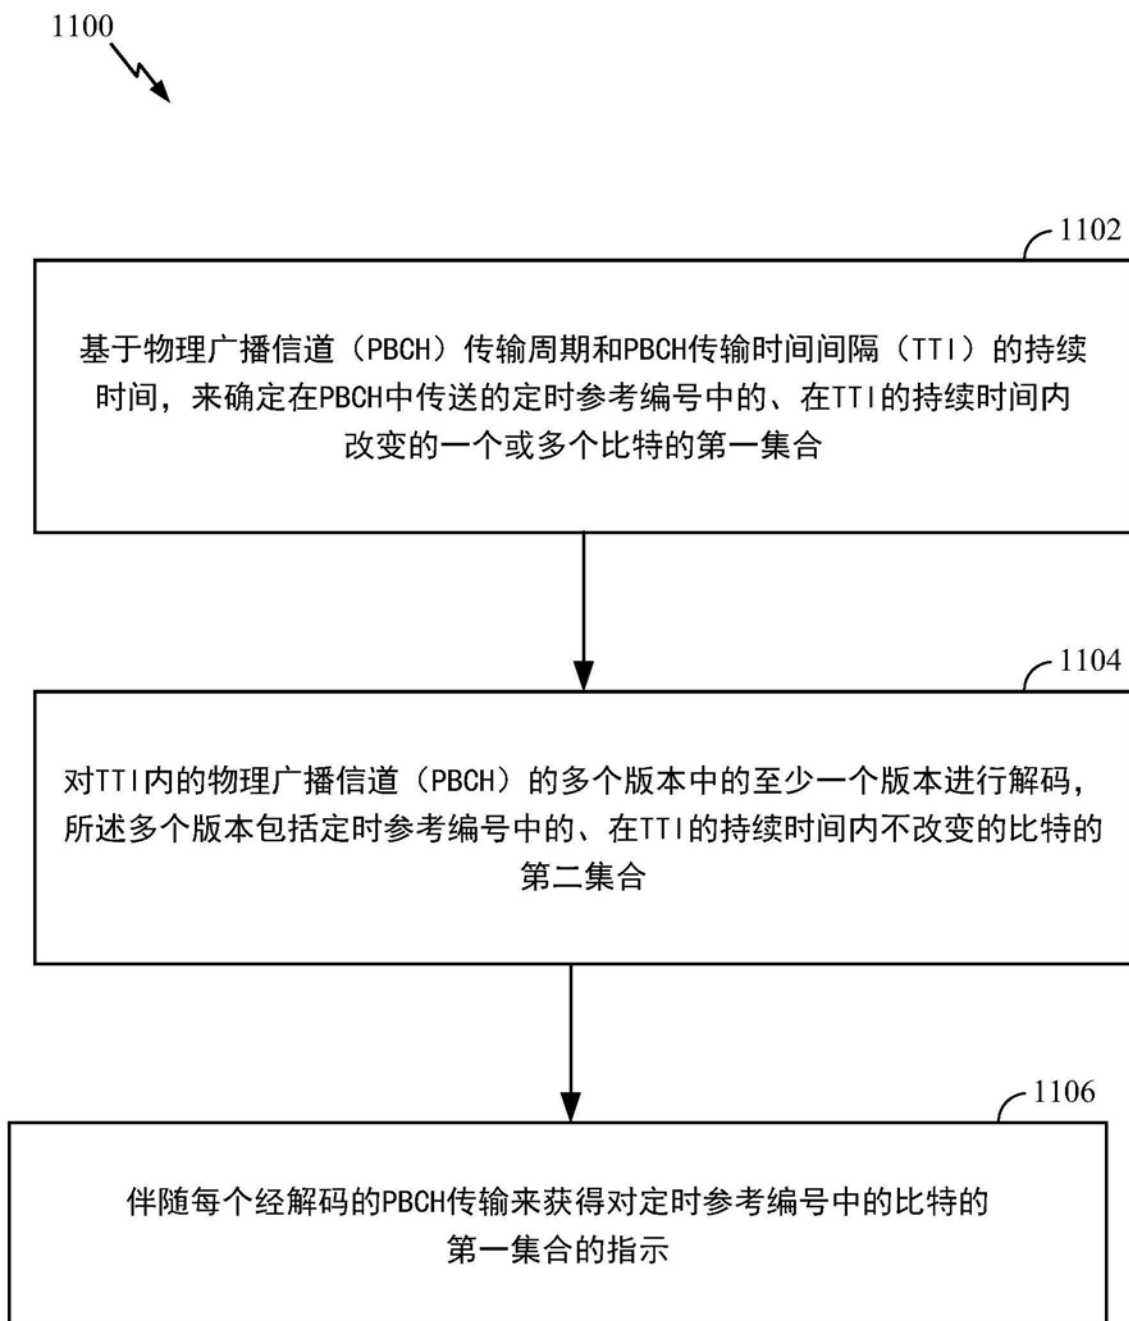 1100
1102
基于物理广播信道（PBCH）传输周期和PBCH传输时间间隔（TTI）的持续
时间，来确定在PBCH中传送的定时参考编号中的、在TTI的持续时间内
改变的一个或多个比特的第一集合
1104
对TTI内的物理广播信道（PBCH）的多个版本中的至少一个版本进行解码，
所述多个版本包括定时参考编号中的、在TTI的持续时间内不改变的比特的
第二集合
1106
伴随每个经解码的PBCH传输来获得对定时参考编号中的比特的
第一集合的指示